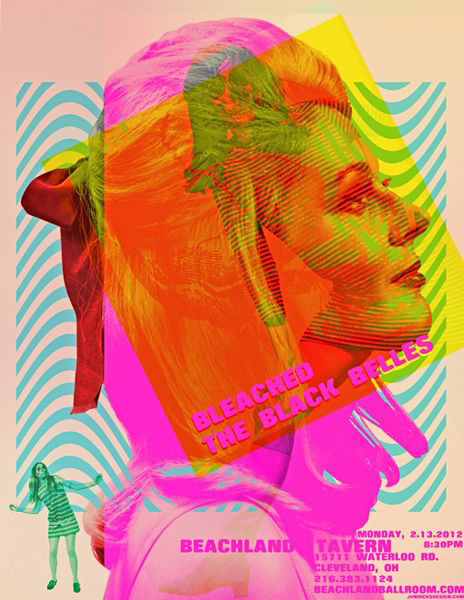 BLEACHED
THE BLACK BELLES
MONDAY, 2.13.2012
BEACHLAND TAVERN 8:30PM
15711 WATERLOO RD.
CLEVELAND, OH
216.383.1124
BEACHLANDBALLROOM.COM